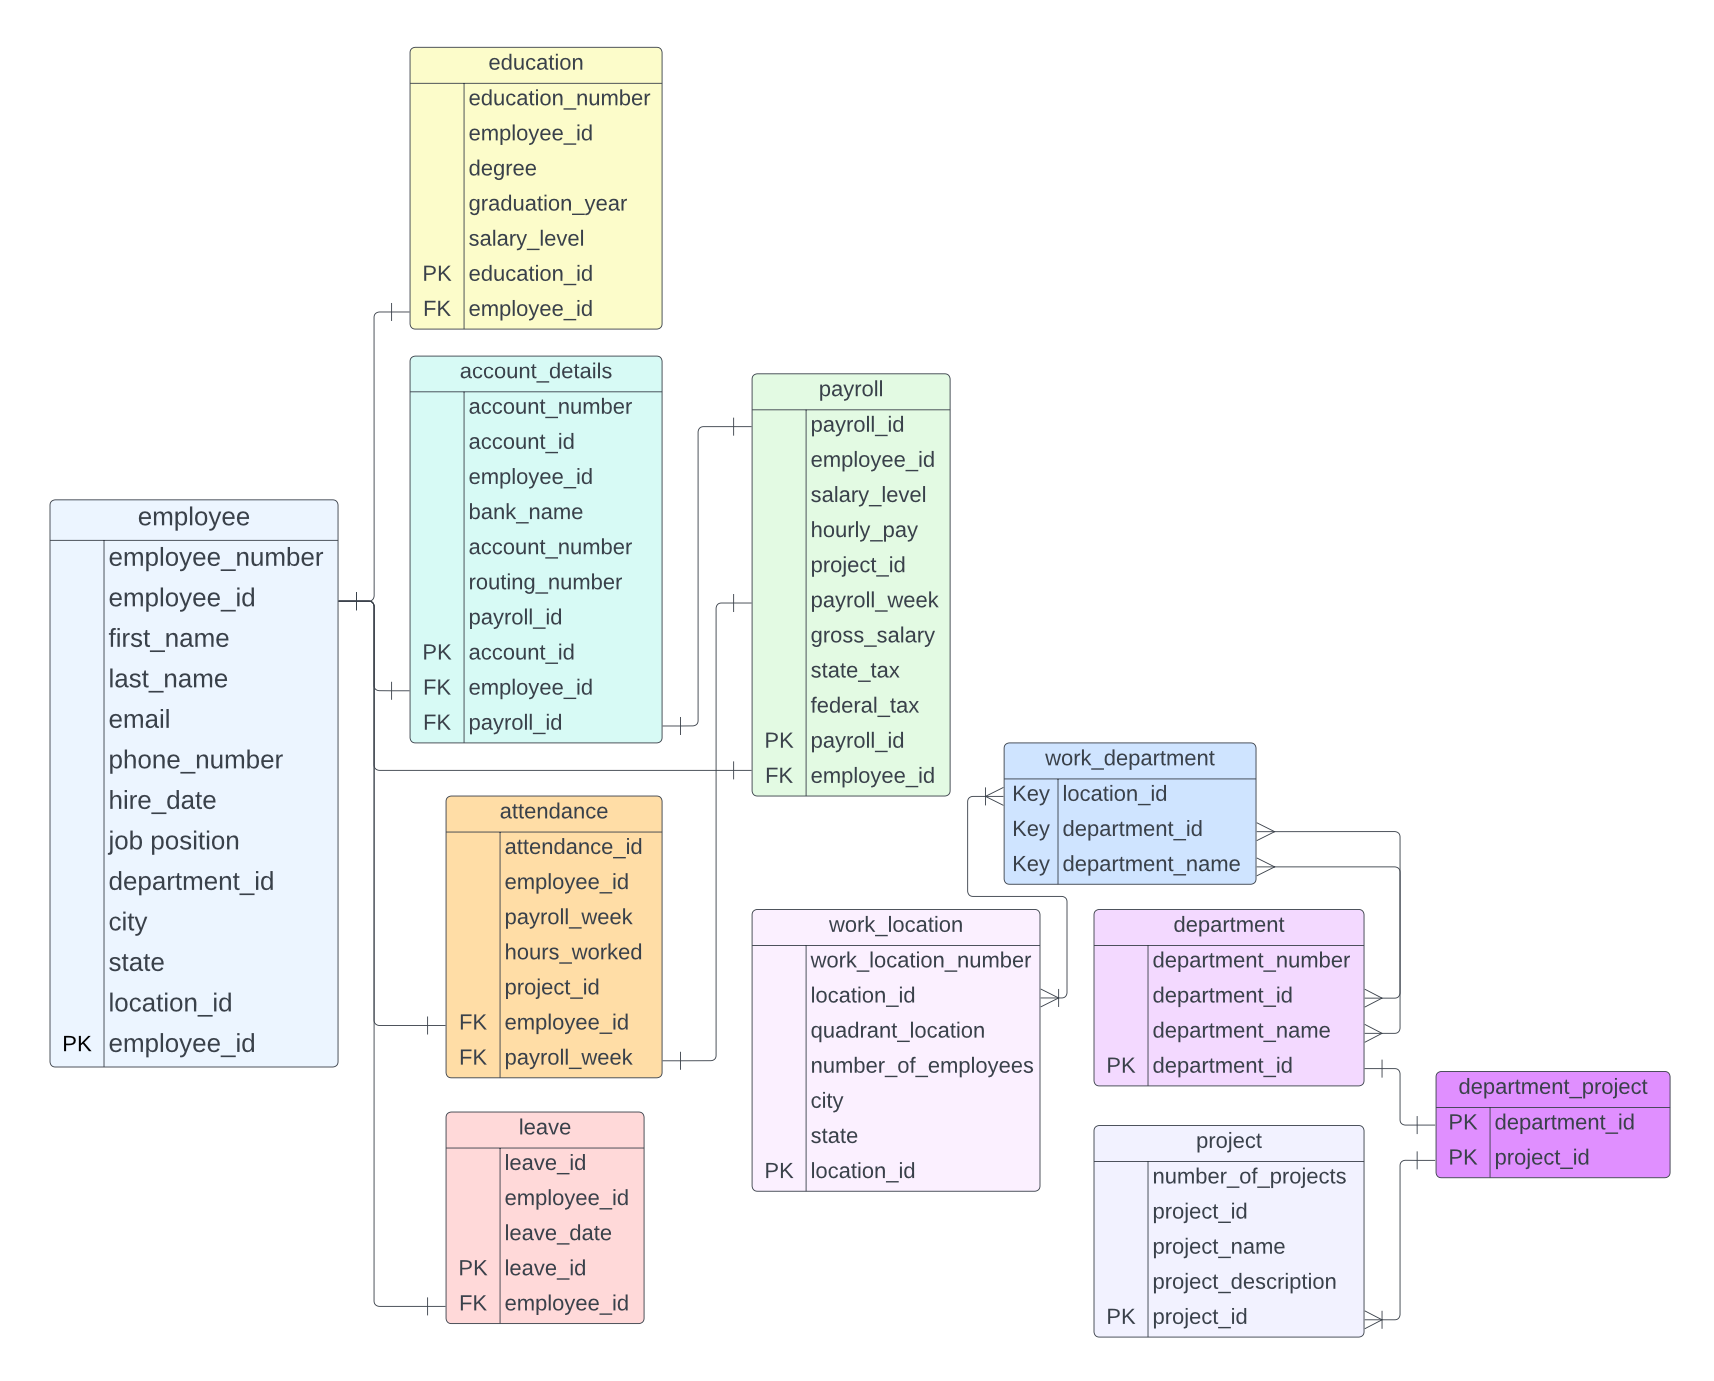 education
education_number
employee_id
degree
graduation_year
salary_level
PK education_id
FK employee_id
account_details
account_number
account_id
employee_id
bank_name
account_number
routing_number
payroll_id
PK account_id
FK employee_id
FK payroll_id
payroll
payroll_id
employee_id
salary_level
hourly_pay
project_id
payroll_week
gross_salary
state_tax
federal_tax
PK payroll_id
FK employee_id
employee
employee_number
employee_id
first_name
last_name
email
phone_number
hire_date
job position
department_id
city
state
location_id
PK employee_id
attendance
attendance_id
employee_id
payroll_week
hours_worked
project_id
FK employee_id
FK payroll_week
leave
leave_id
employee_id
leave_date
PK leave_id
FK employee_id
work_department
Key location_id
Key department_id
Key department_name
work_location
work_location_number
location_id
quadrant_location
number_of_employees
city
state
PK location_id
department
department_number
department_id
department_name
PK department_id
department_project
PK department_id
PK project_id
project
number_of_projects
project_id
project_name
project_description
PK project_id